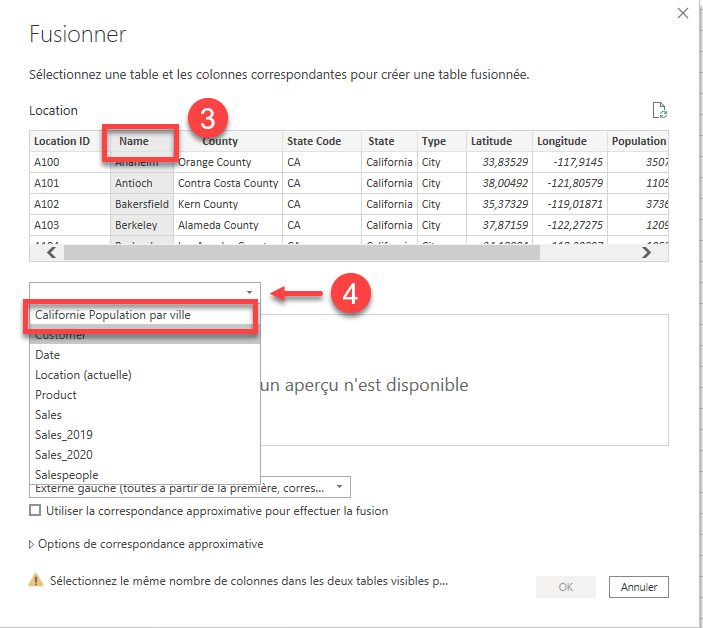 Fusionner
Sélectionnez une table et les colonnes correspondantes pour créer une table fusionnée.
Location
3
Location ID Name County State Code State Type Latitude Longitude Population
A100 Anaheim Orange County CA California City 33,83529 -117,9145 3507
A101 Antioch Contra Costa County CA California City 38,00492 -121,80579 1105
A102 Bakersfield Kern County CA California City 35,37329 -119,01871 3736
A103 Berkeley Alameda County CA California City 37,87159 -122,27275 1209
4
Californie Population par ville
Customer
Date
Location (actuelle)
Product
Sales
Sales_2019
Sales_2020
Salespeople
un aperçu n'est disponible
Externe gauche (toutes à partir de la première, corres...
Utiliser la correspondance approximative pour effectuer la fusion
Options de correspondance approximative
Sélectionnez le même nombre de colonnes dans les deux tables visibles p...
OK Annuler